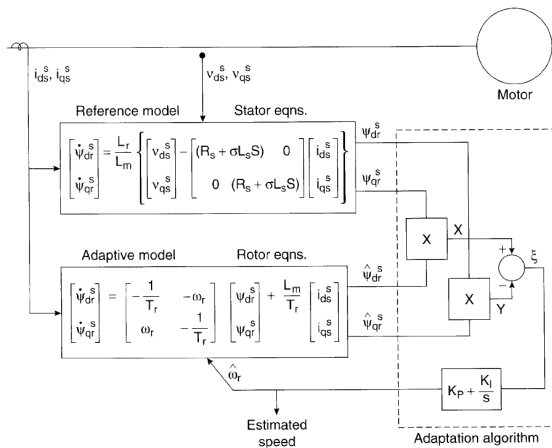 i_ds^s, i_qs^s
v_ds^s, v_qs^s
Motor
Reference model Stator eqns.
[ψ̇_dr^s ψ̇_qr^s] = L_r/L_m {[v_ds^s v_qs^s] − [(R_s + σL_sS) 0 0 (R_s + σL_sS)] [i_ds^s i_qs^s]}
ψ_dr^s
ψ_qr^s
X
X
+
ξ
Adaptive model Rotor eqns.
[ψ̇_dr^s ψ̇_qr^s] = [−1/T_r −ω_r ω_r −1/T_r] [ψ_dr^s ψ_qr^s] + L_m/T_r [i_ds^s i_qs^s]
ψ̂_dr^s
ψ̂_qr^s
X
−
Y
ω̂_r
K_P + K_I/s
Estimated
speed
Adaptation algorithm